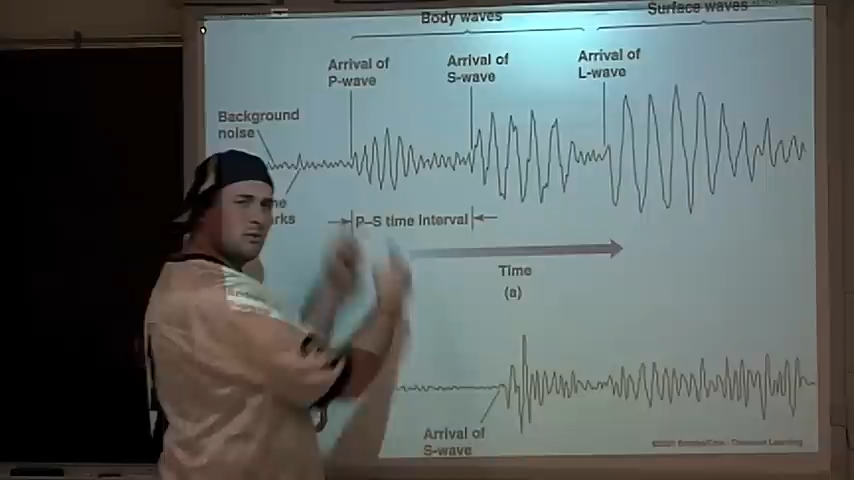 Body waves
Surface waves
Arrival of
P-wave
Arrival of
S-wave
Arrival of
L-wave
Background
noise
P–S time interval
Time
(a)
Arrival of
S-wave